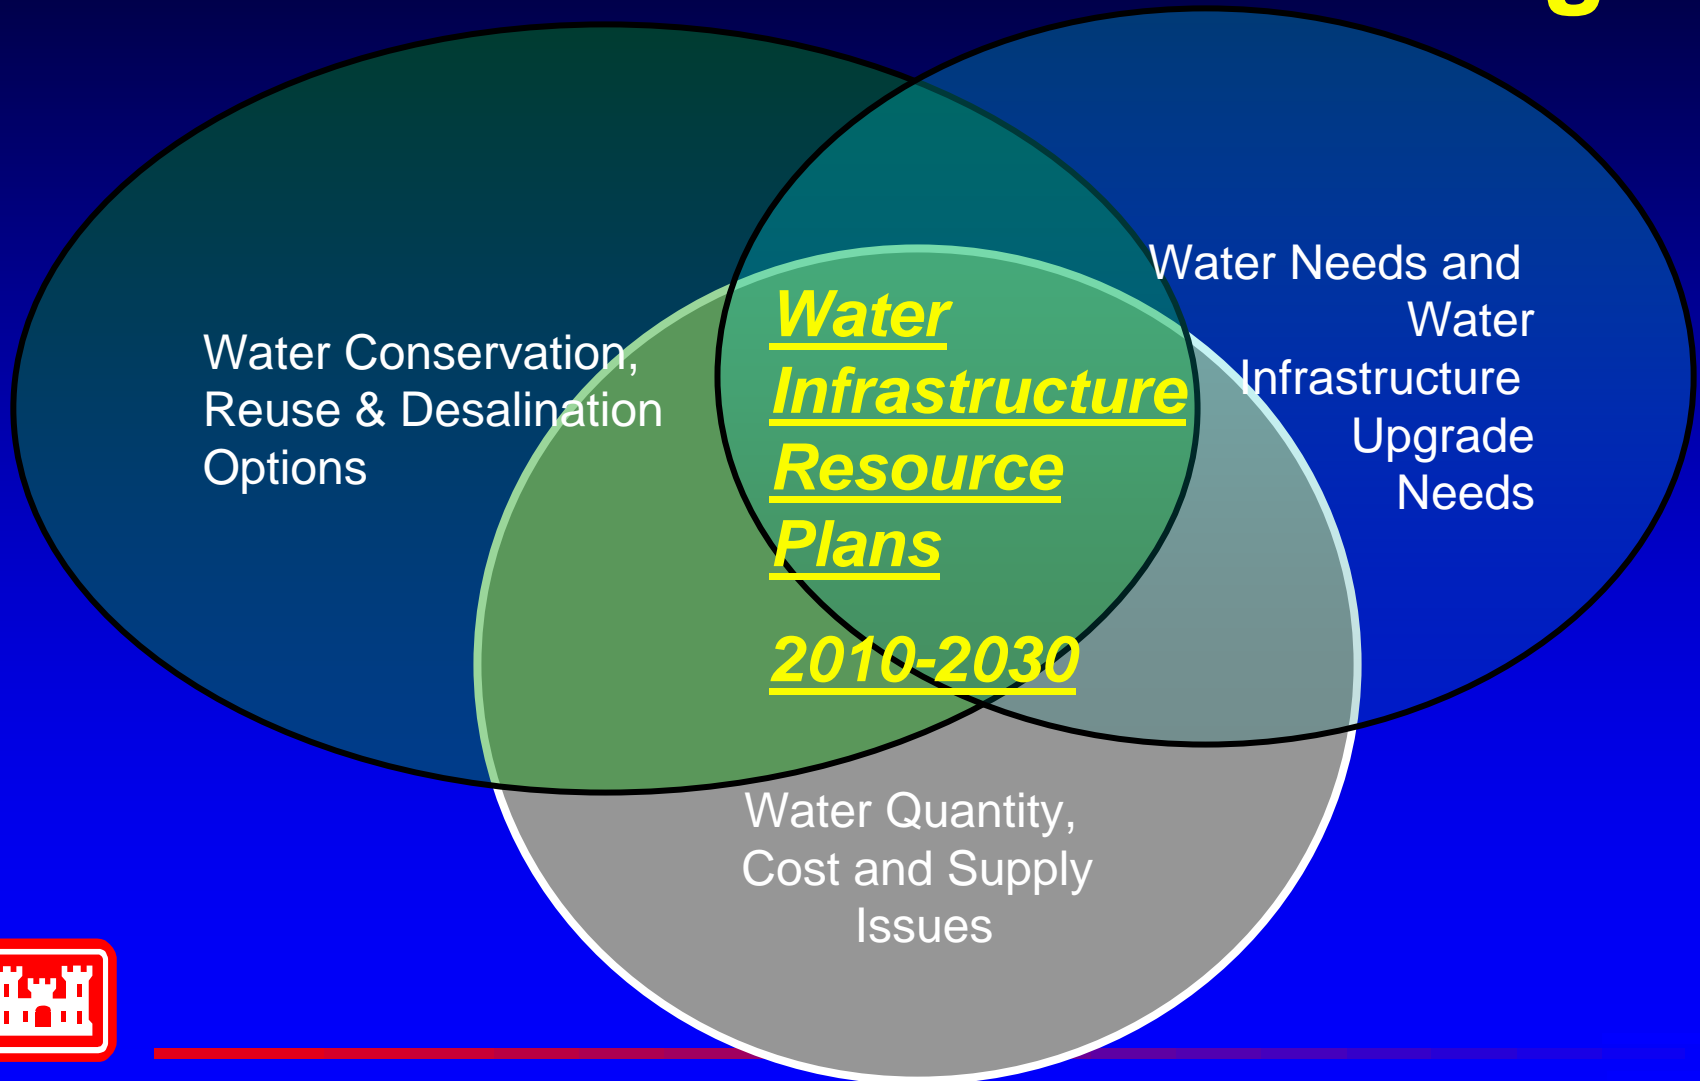 Water Conservation,
Reuse & Desalination
Options
Water
Infrastructure
Resource
Plans
2010-2030
Water Needs and
Water
Infrastructure
Upgrade
Needs
Water Quantity,
Cost and Supply
Issues